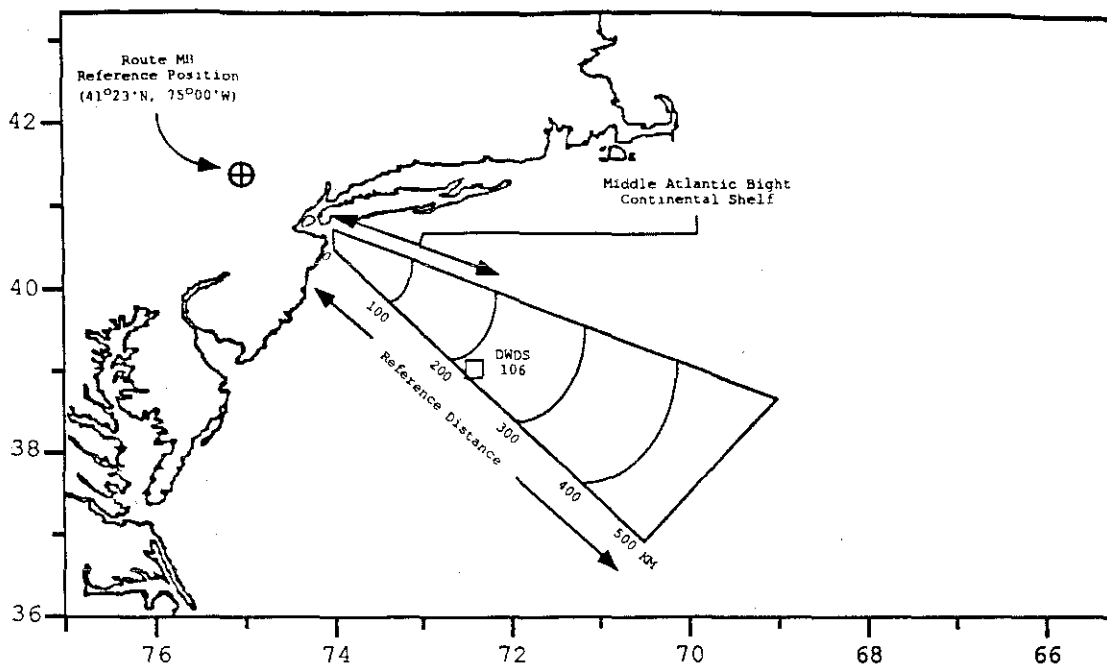 Route MB
Reference Position
(41°23'N, 75°00'W)
42
Middle Atlantic Bight
Continental Shelf
40
100
200
DWDS
106
Reference Distance
300
38
400
500 KM
36
76
74
72
70
68
66